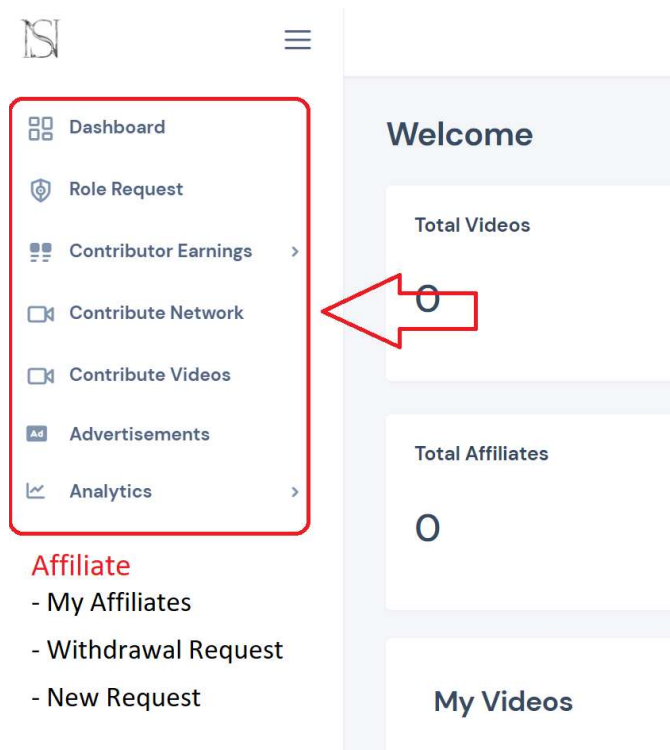 Dashboard
Role Request
Contributor Earnings
Contribute Network
Contribute Videos
Ad Advertisements
Analytics
Affiliate
- My Affiliates
- Withdrawal Request
- New Request
Welcome
Total Videos
0
Total Affiliates
0
My Videos